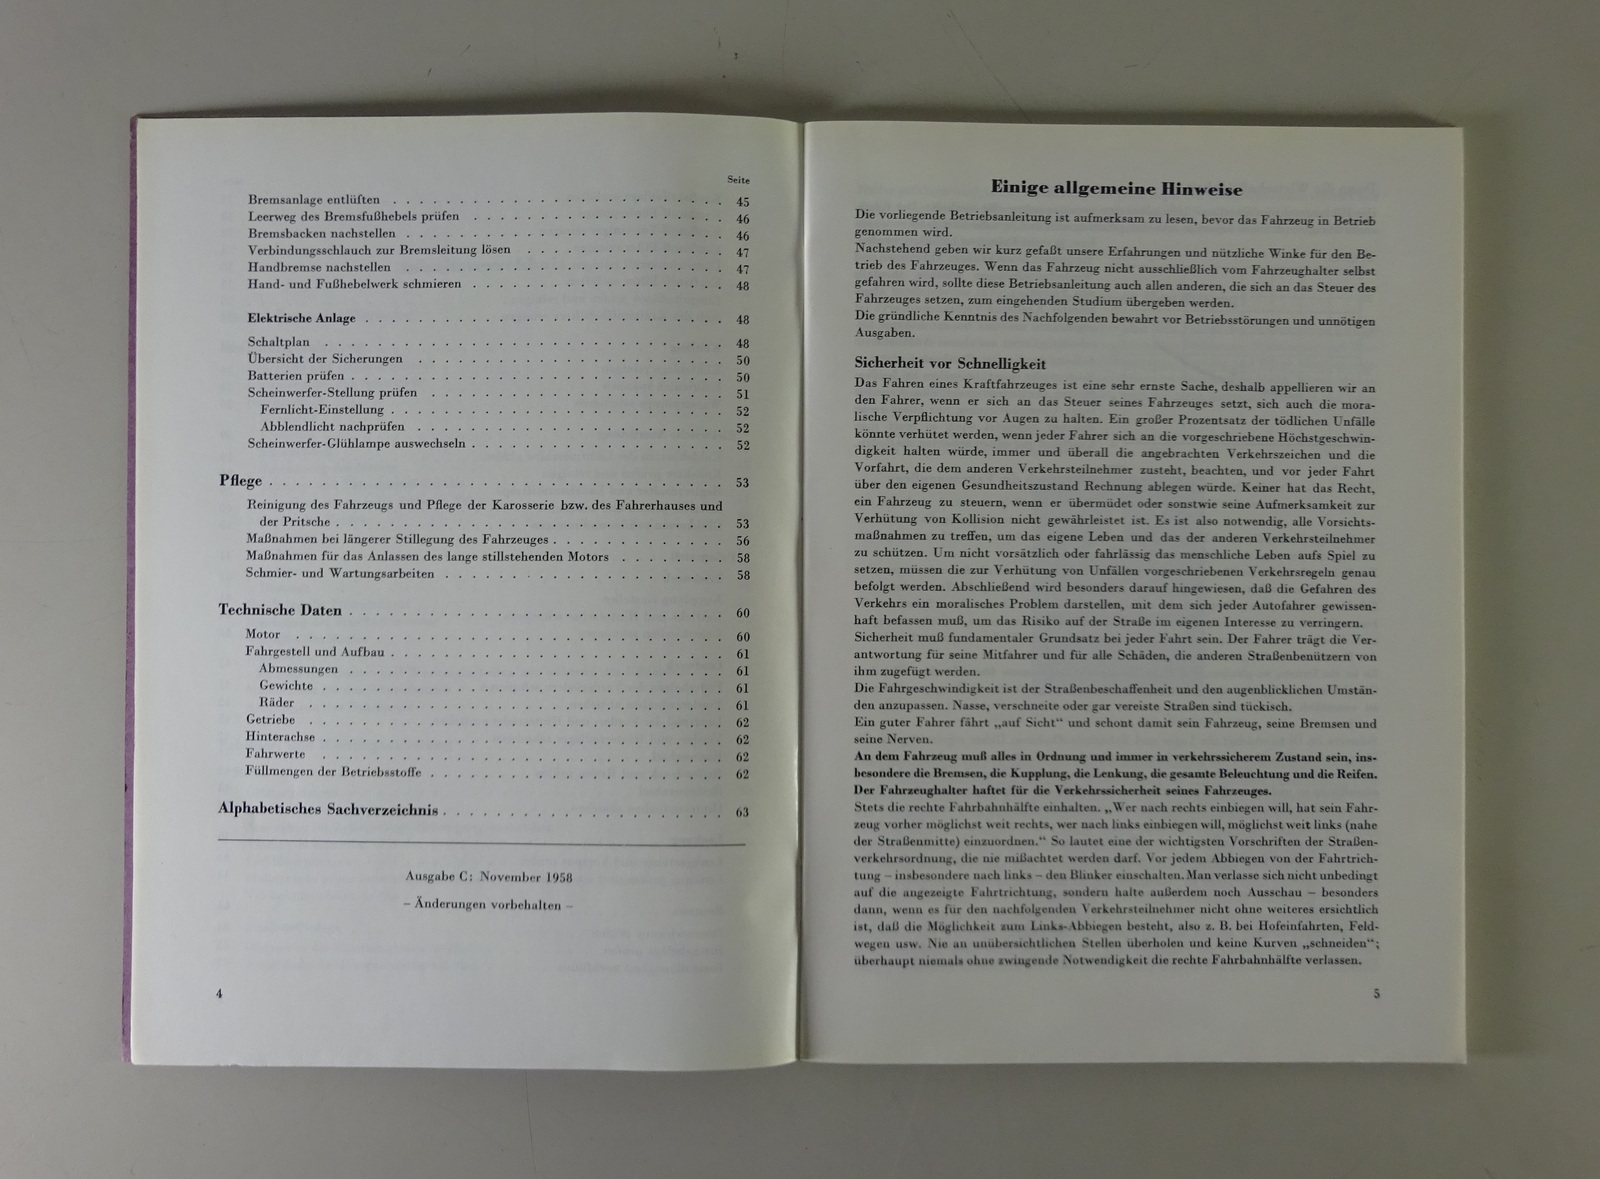 Seite
Bremsanlage entlüften . . . . . . . . . . . . . . . . . . . . . . . . . 45
Leerweg des Bremsfußhebels prüfen . . . . . . . . . . . . . . . . . . . 46
Bremsbacken nachstellen . . . . . . . . . . . . . . . . . . . . . . . . 46
Verbindungsschlauch zur Bremsleitung lösen . . . . . . . . . . . . . . . 47
Handbremse nachstellen . . . . . . . . . . . . . . . . . . . . . . . . 47
Hand- und Fußhebelwerk schmieren . . . . . . . . . . . . . . . . . . . 48
Elektrische Anlage . . . . . . . . . . . . . . . . . . . . . . . . . . . 48
Schaltplan . . . . . . . . . . . . . . . . . . . . . . . . . . . . . . 48
Übersicht der Sicherungen . . . . . . . . . . . . . . . . . . . . . . . 50
Batterien prüfen . . . . . . . . . . . . . . . . . . . . . . . . . . . . 50
Scheinwerfer-Stellung prüfen . . . . . . . . . . . . . . . . . . . . . . 51
Fernlicht-Einstellung . . . . . . . . . . . . . . . . . . . . . . . . . 52
Abblendlicht nachprüfen . . . . . . . . . . . . . . . . . . . . . . . . 52
Scheinwerfer-Glühlampe auswechseln . . . . . . . . . . . . . . . . . . . 52
Pflege . . . . . . . . . . . . . . . . . . . . . . . . . . . . . . . . . 53
Reinigung des Fahrzeugs und Pflege der Karosserie bzw. des Fahrerhauses und
der Pritsche . . . . . . . . . . . . . . . . . . . . . . . . . . . . . . 53
Maßnahmen bei längerer Stillegung des Fahrzeuges . . . . . . . . . . . . . 56
Maßnahmen für das Anlassen des lange stillstehenden Motors . . . . . . . . 58
Schmier- und Wartungsarbeiten . . . . . . . . . . . . . . . . . . . . . 58
Technische Daten . . . . . . . . . . . . . . . . . . . . . . . . . . . . 60
Motor . . . . . . . . . . . . . . . . . . . . . . . . . . . . . . . . . 60
Fahrgestell und Aufbau . . . . . . . . . . . . . . . . . . . . . . . . . 61
Abmessungen . . . . . . . . . . . . . . . . . . . . . . . . . . . . . . 61
Gewichte . . . . . . . . . . . . . . . . . . . . . . . . . . . . . . . 61
Räder . . . . . . . . . . . . . . . . . . . . . . . . . . . . . . . . . 61
Getriebe . . . . . . . . . . . . . . . . . . . . . . . . . . . . . . . 62
Hinterachse . . . . . . . . . . . . . . . . . . . . . . . . . . . . . . 62
Fahrwerte . . . . . . . . . . . . . . . . . . . . . . . . . . . . . . . 62
Füllmengen der Betriebsstoffe . . . . . . . . . . . . . . . . . . . . . . 62
Alphabetisches Sachverzeichnis . . . . . . . . . . . . . . . . . . . . . 63
Ausgabe C: November 1958
– Änderungen vorbehalten –
4
Einige allgemeine Hinweise
Die vorliegende Betriebsanleitung ist aufmerksam zu lesen, bevor das Fahrzeug in Betrieb
genommen wird.
Nachstehend geben wir kurz gefaßt unsere Erfahrungen und nützliche Winke für den Be-
trieb des Fahrzeuges. Wenn das Fahrzeug nicht ausschließlich vom Fahrzeughalter selbst
gefahren wird, sollte diese Betriebsanleitung auch allen anderen, die sich an das Steuer des
Fahrzeuges setzen, zum eingehenden Studium übergeben werden.
Die gründliche Kenntnis des Nachfolgenden bewahrt vor Betriebsstörungen und unnötigen
Ausgaben.
Sicherheit vor Schnelligkeit
Das Fahren eines Kraftfahrzeuges ist eine sehr ernste Sache, deshalb appellieren wir an
den Fahrer, wenn er sich an das Steuer seines Fahrzeuges setzt, sich auch die mora-
lische Verpflichtung vor Augen zu halten. Ein großer Prozentsatz der tödlichen Unfälle
könnte verhütet werden, wenn jeder Fahrer sich an die vorgeschriebene Höchstgeschwin-
digkeit halten würde, immer und überall die angebrachten Verkehrszeichen und die
Vorfahrt, die dem anderen Verkehrsteilnehmer zusteht, beachten, und vor jeder Fahrt
über den eigenen Gesundheitszustand Rechnung ablegen würde. Keiner hat das Recht,
ein Fahrzeug zu steuern, wenn er übermüdet oder sonstwie seine Aufmerksamkeit zur
Verhütung von Kollision nicht gewährleistet ist. Es ist also notwendig, alle Vorsichts-
maßnahmen zu treffen, um das eigene Leben und das der anderen Verkehrsteilnehmer
zu schützen. Um nicht vorsätzlich oder fahrlässig das menschliche Leben aufs Spiel zu
setzen, müssen die zur Verhütung von Unfällen vorgeschriebenen Verkehrsregeln genau
befolgt werden. Abschließend wird besonders darauf hingewiesen, daß die Gefahren des
Verkehrs ein moralisches Problem darstellen, mit dem sich jeder Autofahrer gewissen-
haft befassen muß, um das Risiko auf der Straße im eigenen Interesse zu verringern.
Sicherheit muß fundamentaler Grundsatz bei jeder Fahrt sein. Der Fahrer trägt die Ver-
antwortung für seine Mitfahrer und für alle Schäden, die anderen Straßenbenützern von
ihm zugefügt werden.
Die Fahrgeschwindigkeit ist der Straßenbeschaffenheit und den augenblicklichen Umstän-
den anzupassen. Nasse, verschneite oder gar vereiste Straßen sind tückisch.
Ein guter Fahrer fährt „auf Sicht“ und schont damit sein Fahrzeug, seine Bremsen und
seine Nerven.
An dem Fahrzeug muß alles in Ordnung und immer in verkehrssicherem Zustand sein, ins-
besondere die Bremsen, die Kupplung, die Lenkung, die gesamte Beleuchtung und die Reifen.
Der Fahrzeughalter haftet für die Verkehrssicherheit seines Fahrzeuges.
Stets die rechte Fahrbahnhälfte einhalten. „Wer nach rechts einbiegen will, hat sein Fahr-
zeug vorher möglichst weit rechts, wer nach links einbiegen will, möglichst weit links (nahe
der Straßenmitte) einzuordnen.“ So lautet eine der wichtigsten Vorschriften der Straßen-
verkehrsordnung, die nie mißachtet werden darf. Vor jedem Abbiegen von der Fahrtrich-
tung – insbesondere nach links – den Blinker einschalten. Man verlasse sich nicht unbedingt
auf die angezeigte Fahrtrichtung, sondern halte außerdem noch Ausschau – besonders
dann, wenn es für den nachfolgenden Verkehrsteilnehmer nicht ohne weiteres ersichtlich
ist, daß die Möglichkeit zum Links-Abbiegen besteht, also z. B. bei Hofeinfahrten, Feld-
wegen usw. Nie an unübersichtlichen Stellen überholen und keine Kurven „schneiden“;
überhaupt niemals ohne zwingende Notwendigkeit die rechte Fahrbahnhälfte verlassen.
5